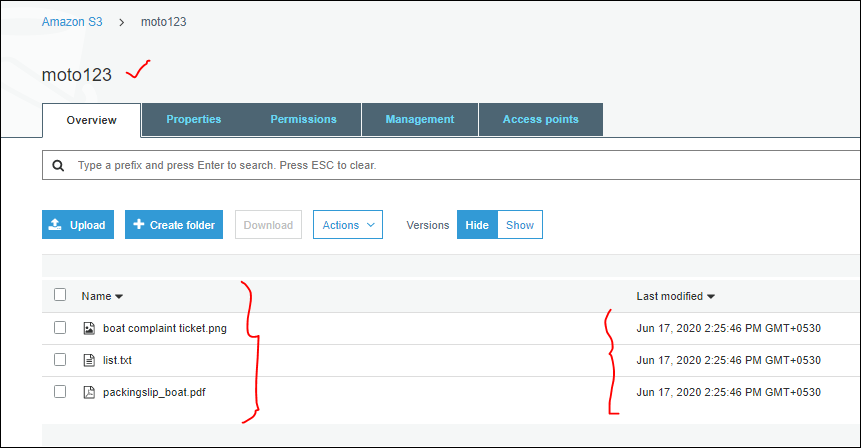 Amazon S3 > moto123
moto123
Overview Properties Permissions Management Access points
Type a prefix and press Enter to search. Press ESC to clear.
Upload + Create folder Download Actions Versions Hide Show
Name Last modified
boat complaint ticket.png Jun 17, 2020 2:25:46 PM GMT+0530
list.txt Jun 17, 2020 2:25:46 PM GMT+0530
packingslip_boat.pdf Jun 17, 2020 2:25:46 PM GMT+0530